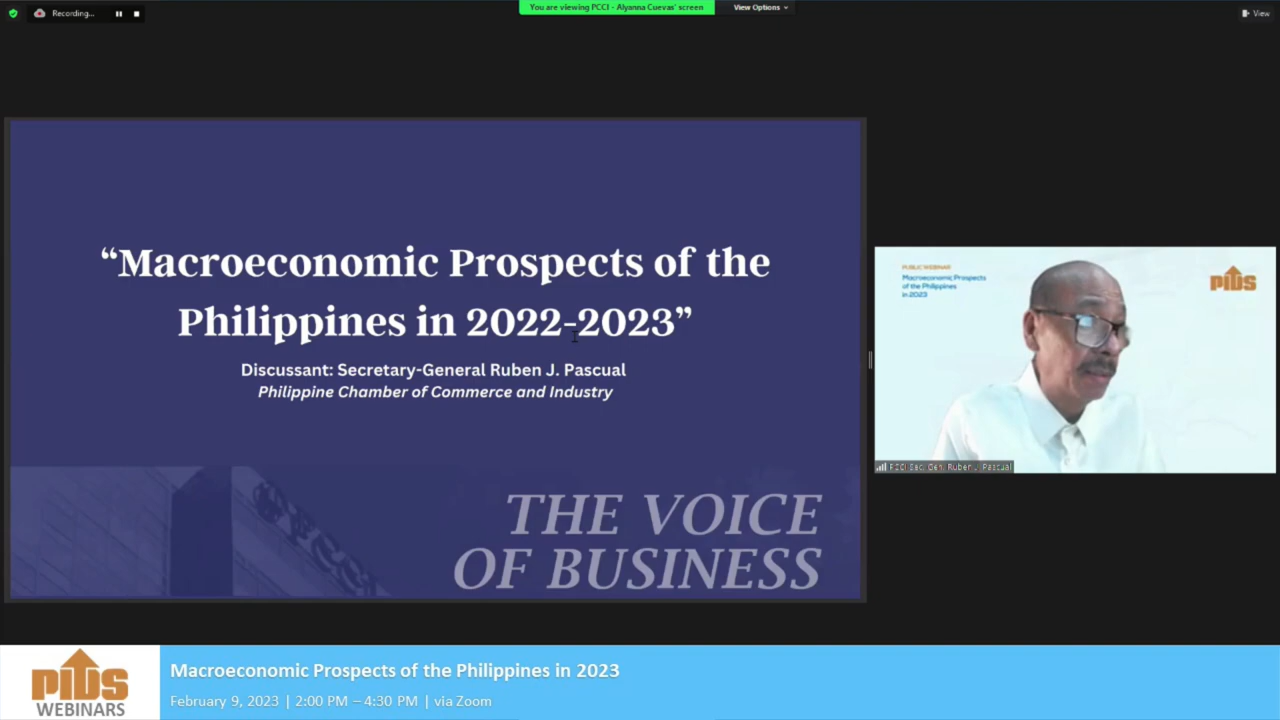 Recording...
You are viewing PCCI - Alyanna Cuevas' screen
View Options
View
“Macroeconomic Prospects of the
Philippines in 2022-2023”
Discussant: Secretary-General Ruben J. Pascual
Philippine Chamber of Commerce and Industry
THE VOICE
OF BUSINESS
PUBLIC WEBINAR
Macroeconomic Prospects
of the Philippines
in 2023
PIDS
PCCI Sec. Gen. Ruben J. Pascual
PIDS
WEBINARS
Macroeconomic Prospects of the Philippines in 2023
February 9, 2023 | 2:00 PM – 4:30 PM | via Zoom